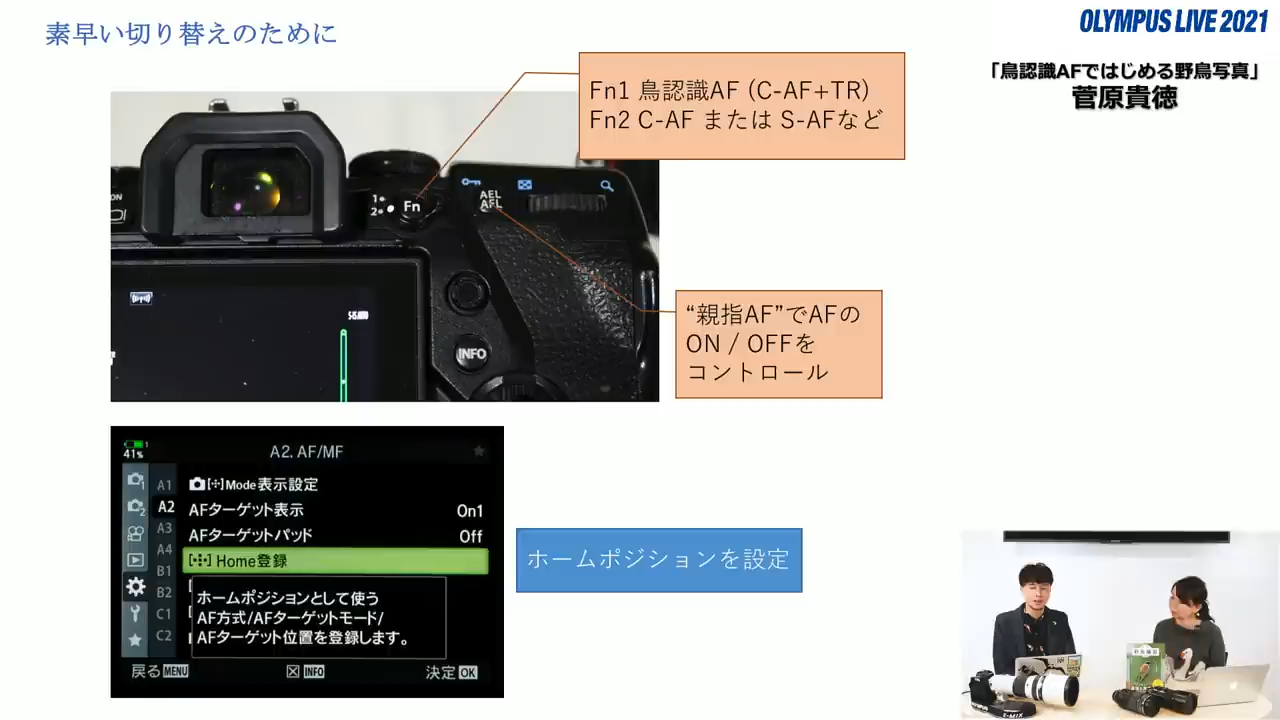 素早い切り替えのために
OLYMPUS LIVE 2021
「鳥認識AFではじめる野鳥写真」
菅原貴徳
Fn1 鳥認識AF (C-AF+TR)
Fn2 C-AF または S-AFなど
ON
1
2
Fn
AEL
AFL
S-IS AUTO
INFO
“親指AF”でAFの
ON / OFFを
コントロール
41%
1
A2. AF/MF
1
A1
Mode表示設定
2
A2
AFターゲット表示
On1
A3
AFターゲットパッド
Off
A4
Home登録
B1
B2
ホームポジションとして使う
C1
AF方式/AFターゲットモード/
C2
AFターゲット位置を登録します。
戻る MENU
INFO
決定 OK
ホームポジションを設定